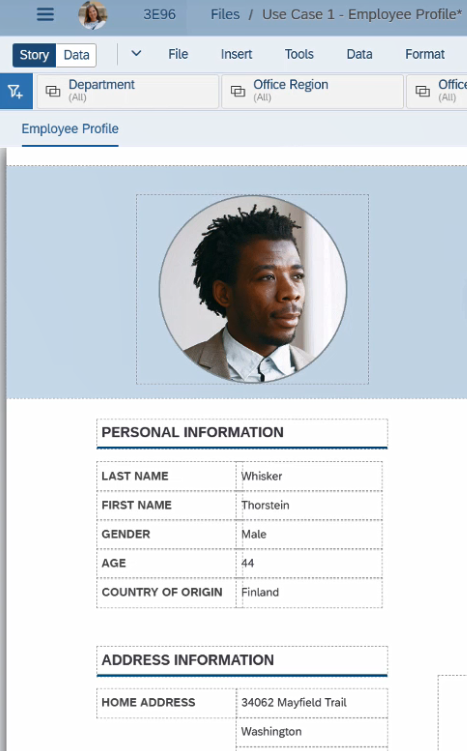 3E96 Files / Use Case 1 - Employee Profile*
Story Data File Insert Tools Data Format
Department Office Region Office
(All) (All) (All)
Employee Profile
PERSONAL INFORMATION
LAST NAME Whisker
FIRST NAME Thorstein
GENDER Male
AGE 44
COUNTRY OF ORIGIN Finland
ADDRESS INFORMATION
HOME ADDRESS 34062 Mayfield Trail
Washington